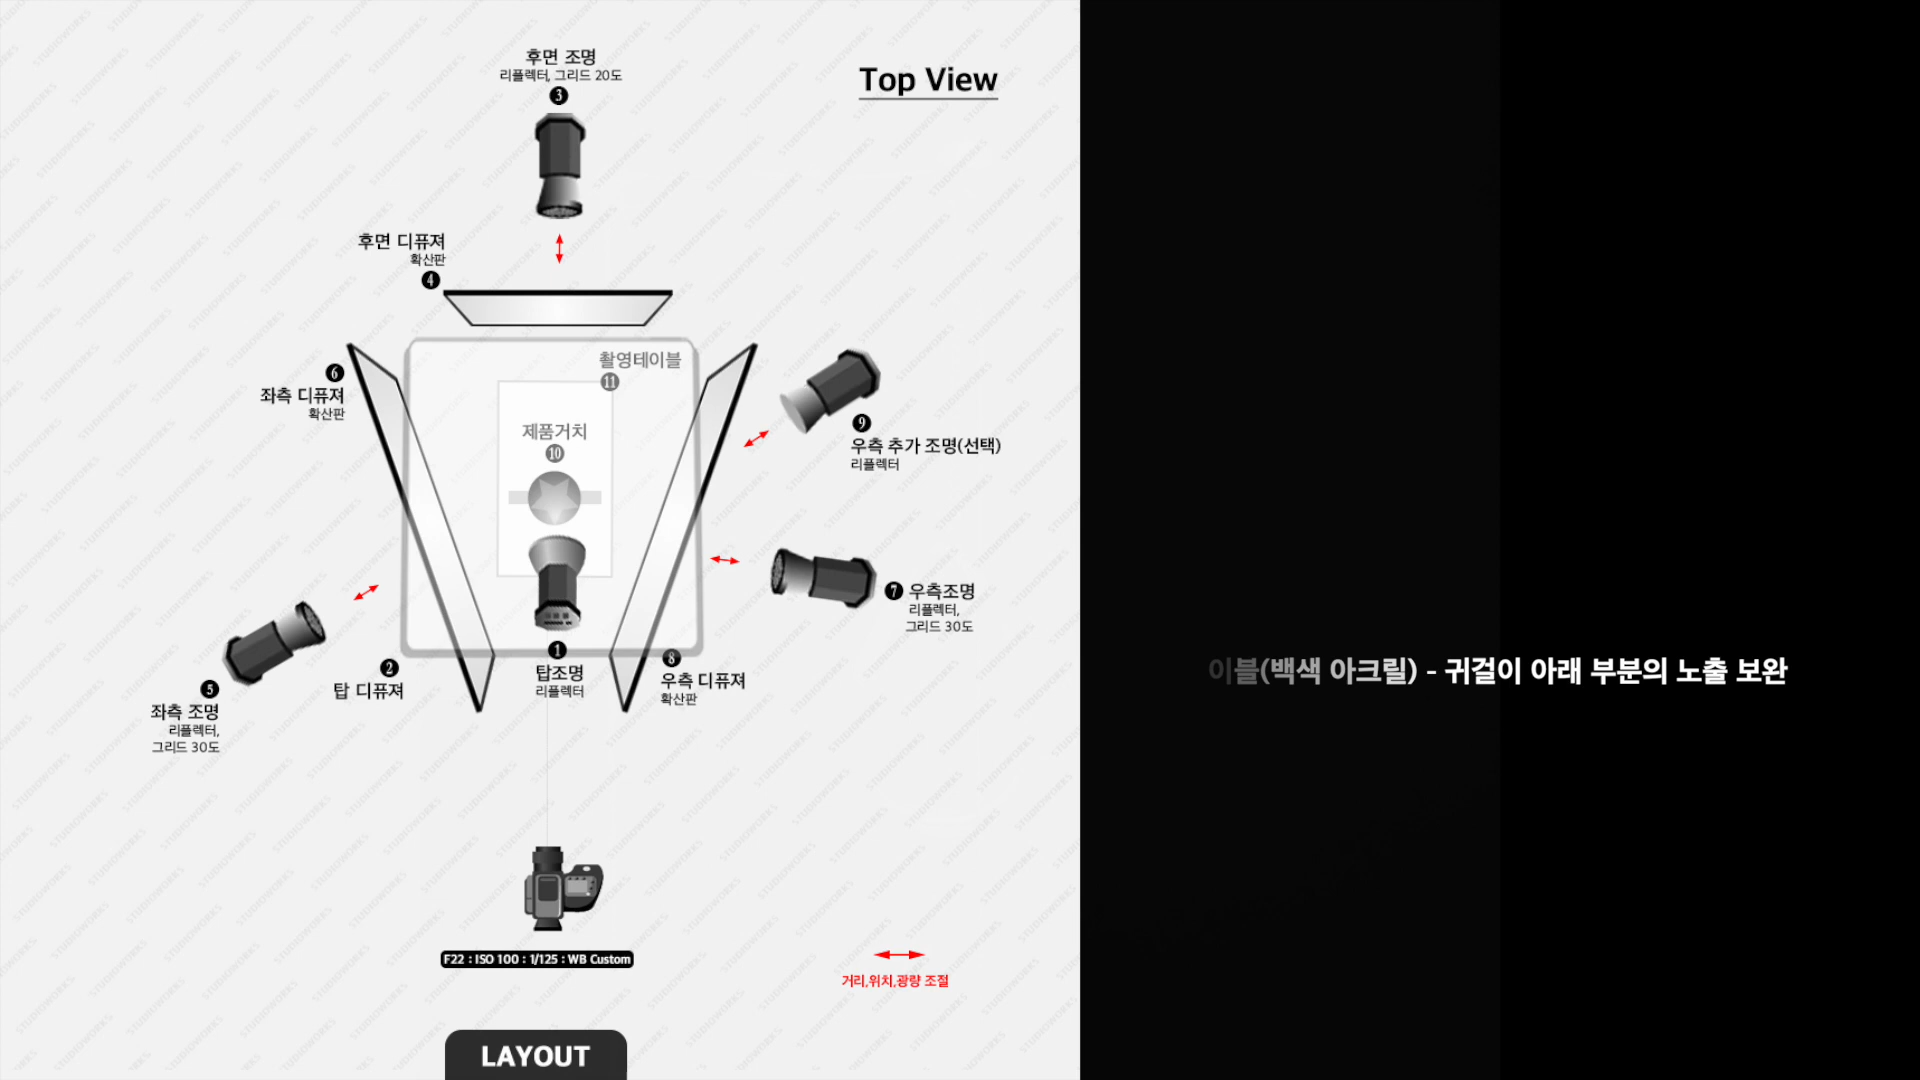 후면 조명
리플렉터, 그리드 20도
3
Top View
후면 디퓨져
확산판
4
촬영테이블
11
6
좌측 디퓨져
확산판
제품거치
10
9
우측 추가 조명(선택)
리플렉터
7 우측조명
리플렉터,
그리드 30도
1
탑조명
리플렉터
2
탑 디퓨져
8
우측 디퓨져
확산판
5
좌측 조명
리플렉터,
그리드 30도
이블(백색 아크릴) - 귀걸이 아래 부분의 노출 보완
F22 : ISO 100 : 1/125 : WB Custom
거리,위치,광량 조절
LAYOUT
STUDIOWORKS